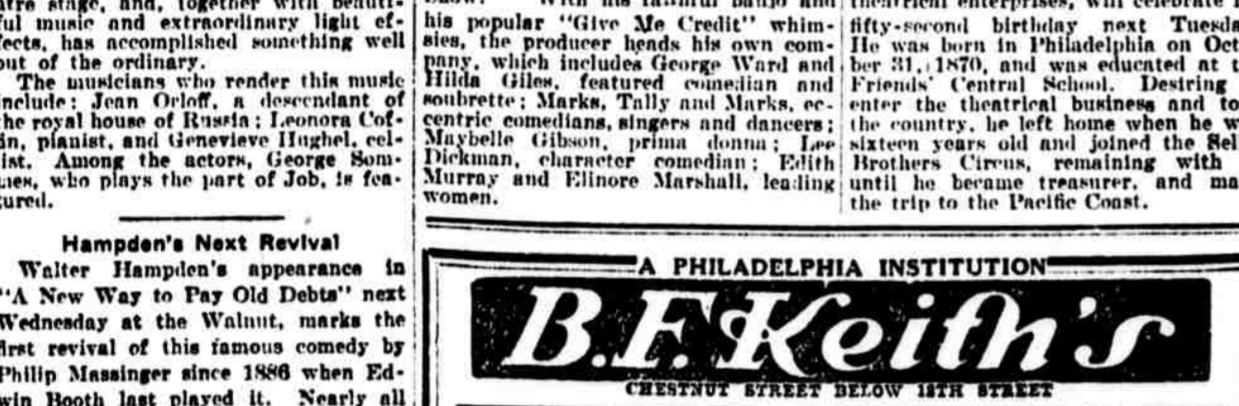 atre stage, and, together with beauti-
ful music and extraordinary light ef-
fects, has accomplished something well
out of the ordinary.
The musicians who render this music
include: Jean Orloff, a descendant of
the royal house of Russia; Leonora Cof-
fin, pianist, and Genevieve Hughel, cel-
list. Among the actors, George Som-
nes, who plays the part of Job, is fea-
tured.
Hampden's Next Revival
Walter Hampden's appearance in
"A New Way to Pay Old Debts" next
Wednesday at the Walnut, marks the
first revival of this famous comedy by
Philip Massinger since 1886 when Ed-
win Booth last played it. Nearly all
With his faithful banjo and
his popular "Give Me Credit" whim-
sies, the producer heads his own com-
pany, which includes George Ward and
Hilda Giles, featured comedian and
soubrette; Marks, Tally and Marks, ec-
centric comedians, singers and dancers;
Maybelle Gibson, prima donna; Lee
Dickman, character comedian; Edith
Murray and Elinore Marshall, leading
women.
theatrical enterprises, will celebrate
fifty-second birthday next Tuesda
He was born in Philadelphia on Oct
ber 31, 1870, and was educated at t
Friends' Central School. Desiring
enter the theatrical business and to
the country, he left home when he w
sixteen years old and joined the Sel
Brothers Circus, remaining with
until he became treasurer, and ma
the trip to the Pacific Coast.
A PHILADELPHIA INSTITUTION
B.F. Keith's
CHESTNUT STREET BELOW 12TH STREET